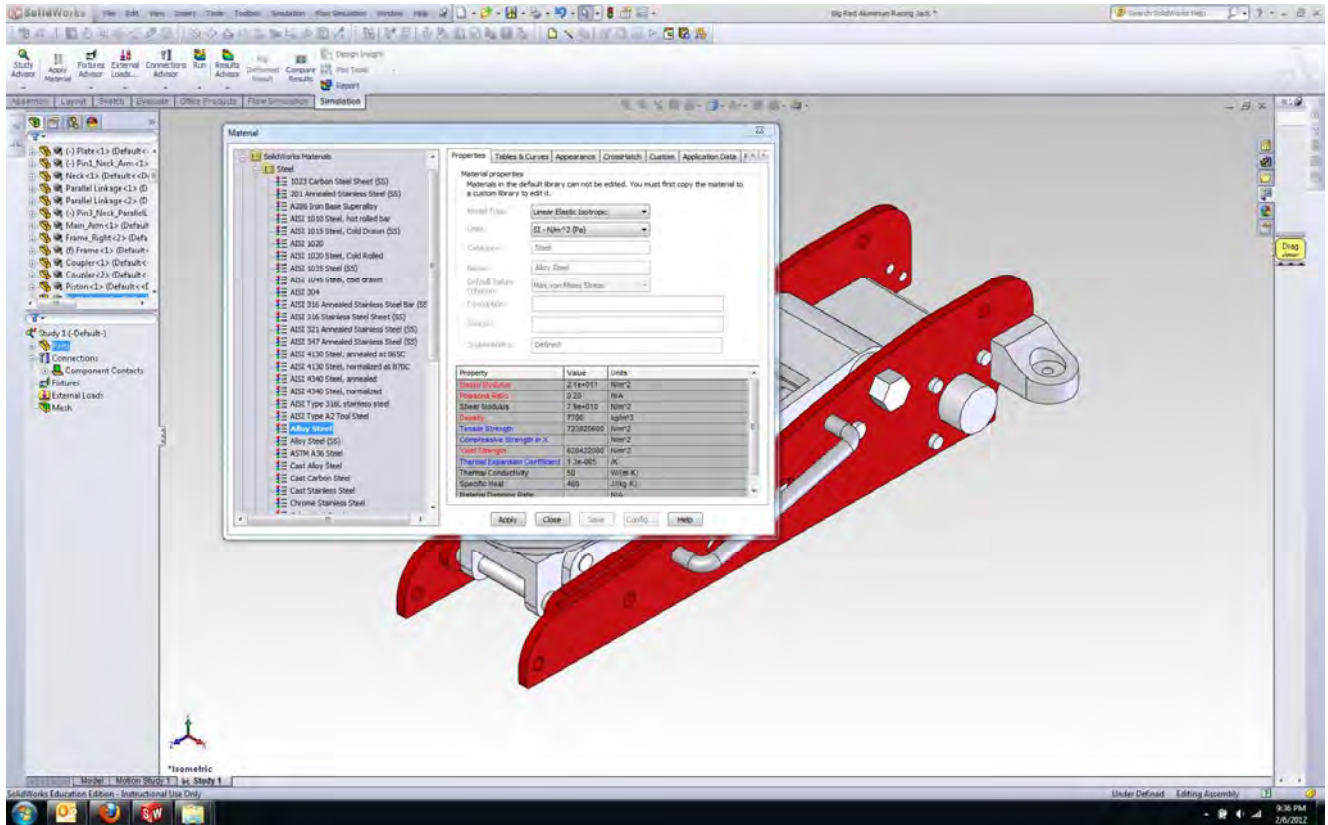 SolidWorks File Edit View Insert Tools Toolbox Simulation Flow Simulation Window Help
Big Red Aluminum Racing Jack *
Search SolidWorks Help
Study Advisor
Apply Material
Fixtures Advisor
External Loads...
Connections Advisor
Run
Results Advisor
Deformed Result
Compare Results
Design Insight
Plot Tools
Report
Assembly Layout Sketch Evaluate Office Products Flow Simulation Simulation
(-) Plate<1> (Default<
(-) Pin1_Neck_Arm<1>
Neck<1> (Default<<D
Parallel Linkage<1> (D
Parallel Linkage<2> (D
(-) Pin3_Neck_ParallelL
Main_Arm<1> (Default
Frame_Right<2> (Defa
(f) Frame<1> (Default<
Coupler<1> (Default<
Coupler<2> (Default<
Piston<1> (Default<<D
Study 1 (-Default-)
Parts
Connections
Component Contacts
Fixtures
External Loads
Mesh
Material
SolidWorks Materials
Steel
1023 Carbon Steel Sheet (SS)
201 Annealed Stainless Steel (SS)
A286 Iron Base Superalloy
AISI 1010 Steel, hot rolled bar
AISI 1015 Steel, Cold Drawn (SS)
AISI 1020
AISI 1020 Steel, Cold Rolled
AISI 1035 Steel (SS)
AISI 1045 Steel, cold drawn
AISI 304
AISI 316 Annealed Stainless Steel Bar (SS
AISI 316 Stainless Steel Sheet (SS)
AISI 321 Annealed Stainless Steel (SS)
AISI 347 Annealed Stainless Steel (SS)
AISI 4130 Steel, annealed at 865C
AISI 4130 Steel, normalized at 870C
AISI 4340 Steel, annealed
AISI 4340 Steel, normalized
AISI Type 316L stainless steel
AISI Type A2 Tool Steel
Alloy Steel
Alloy Steel (SS)
ASTM A36 Steel
Cast Alloy Steel
Cast Carbon Steel
Cast Stainless Steel
Chrome Stainless Steel
Properties Tables & Curves Appearance CrossHatch Custom Application Data
Material properties
Materials in the default library can not be edited. You must first copy the material to
a custom library to edit it.
Model Type: Linear Elastic Isotropic
Units: SI - N/m^2 (Pa)
Category: Steel
Name: Alloy Steel
Default failure criterion: Max von Mises Stress
Description:
Source:
Sustainability: Defined
Property Value Units
Elastic Modulus 2.1e+011 N/m^2
Poissons Ratio 0.28 N/A
Shear Modulus 7.9e+010 N/m^2
Density 7700 kg/m^3
Tensile Strength 723825600 N/m^2
Compressive Strength in X N/m^2
Yield Strength 620422000 N/m^2
Thermal Expansion Coefficient 1.3e-005 /K
Thermal Conductivity 50 W/(m·K)
Specific Heat 460 J/(kg·K)
Material Damping Ratio N/A
Apply Close Save Config... Help
Drag
*Isometric
Model Motion Study 1 Study 1
SolidWorks Education Edition - Instructional Use Only
Under Defined Editing Assembly
9:36 PM
2/6/2012